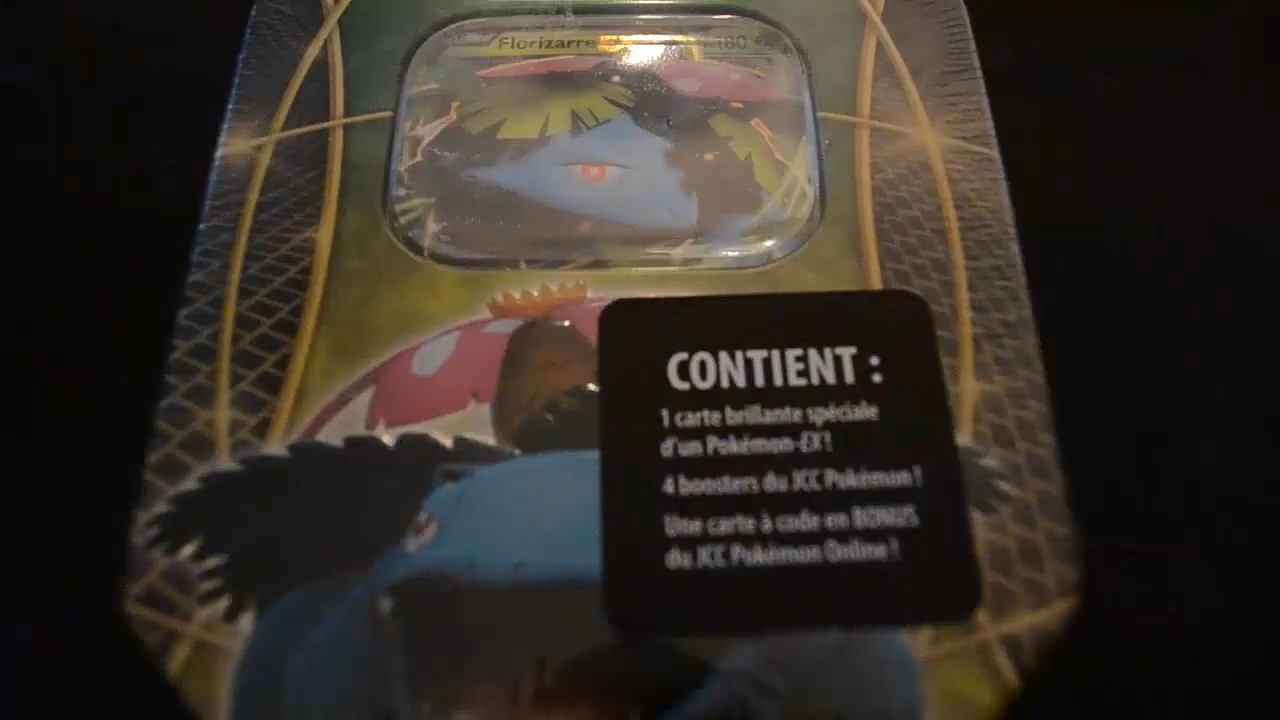 Florizarre
180
CONTIENT :
1 carte brillante spéciale
d'un Pokémon-EX !
4 boosters du JCC Pokémon !
Une carte à code en BONUS
du JCC Pokémon Online !